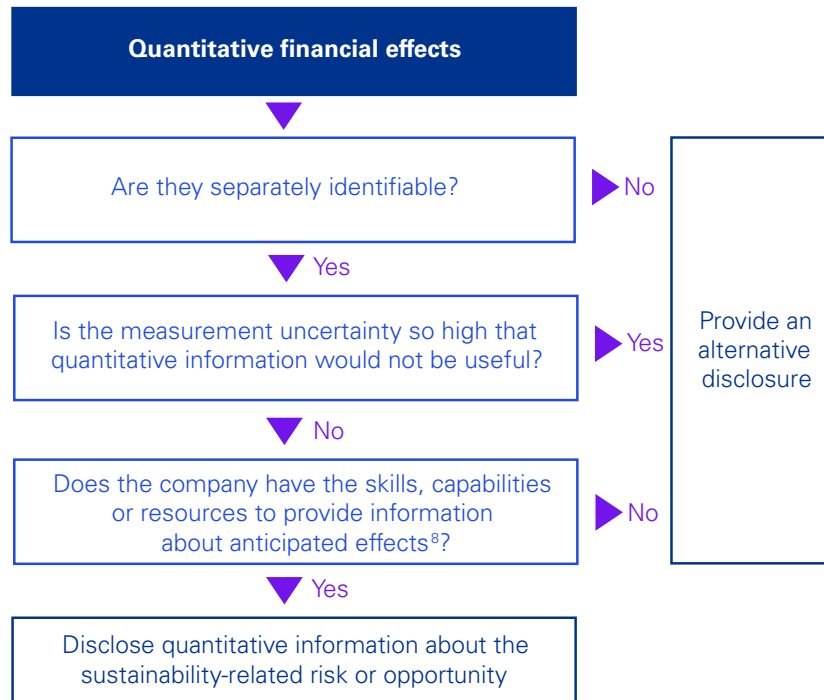 Quantitative financial effects
Are they separately identifiable?
No
Yes
Is the measurement uncertainty so high that
quantitative information would not be useful?
Yes
Provide an
alternative
disclosure
No
Does the company have the skills, capabilities
or resources to provide information
about anticipated effects⁸?
No
Yes
Disclose quantitative information about the
sustainability-related risk or opportunity